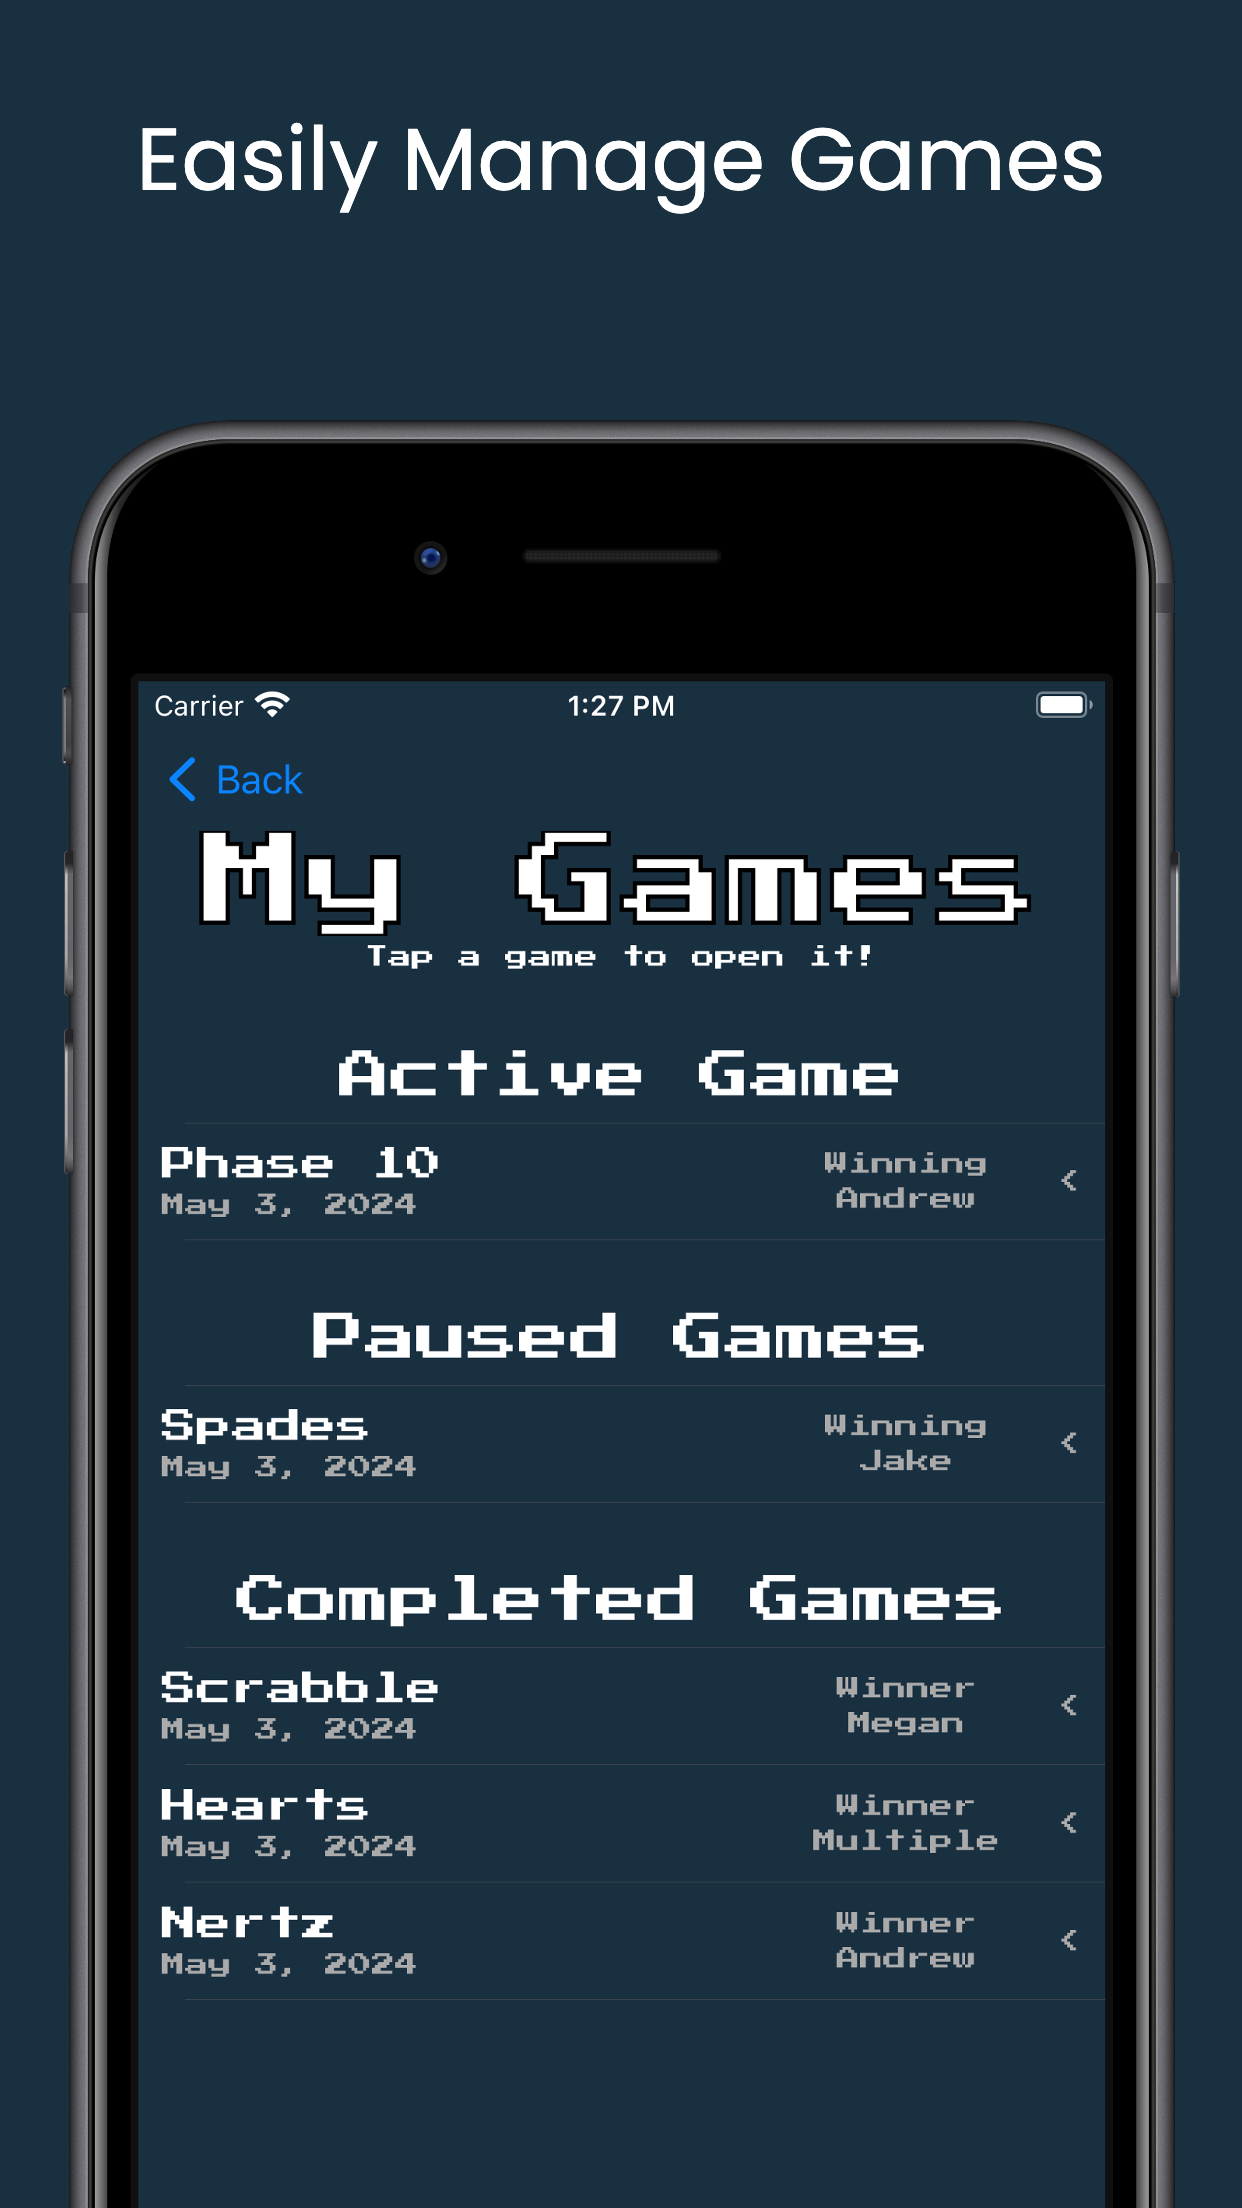 Easily Manage Games
Carrier 1:27 PM
Back
My Games
Tap a game to open it!
Active Game
Phase 10
May 3, 2024
Winning
Andrew
Paused Games
Spades
May 3, 2024
Winning
Jake
Completed Games
Scrabble
May 3, 2024
Winner
Megan
Hearts
May 3, 2024
Winner
Multiple
Nertz
May 3, 2024
Winner
Andrew